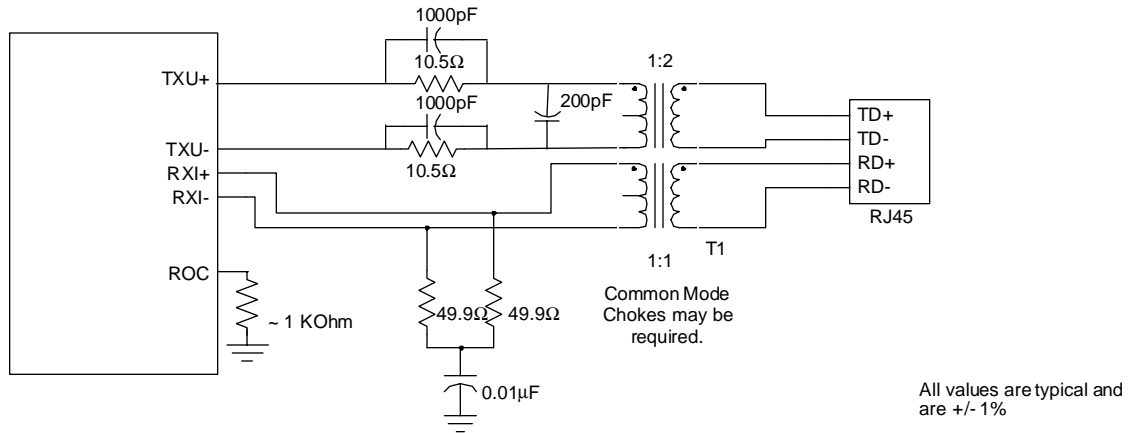 1000pF
10.5Ω
1:2
TXU+
1000pF
200pF
TD+
TD-
TXU-
RXI+
10.5Ω
RD+
RXI-
RD-
RJ45
T1
ROC
1:1
Common Mode
Chokes may be
required.
~ 1 KOhm
49.9Ω
49.9Ω
0.01µF
All values are typical and
are +/- 1%